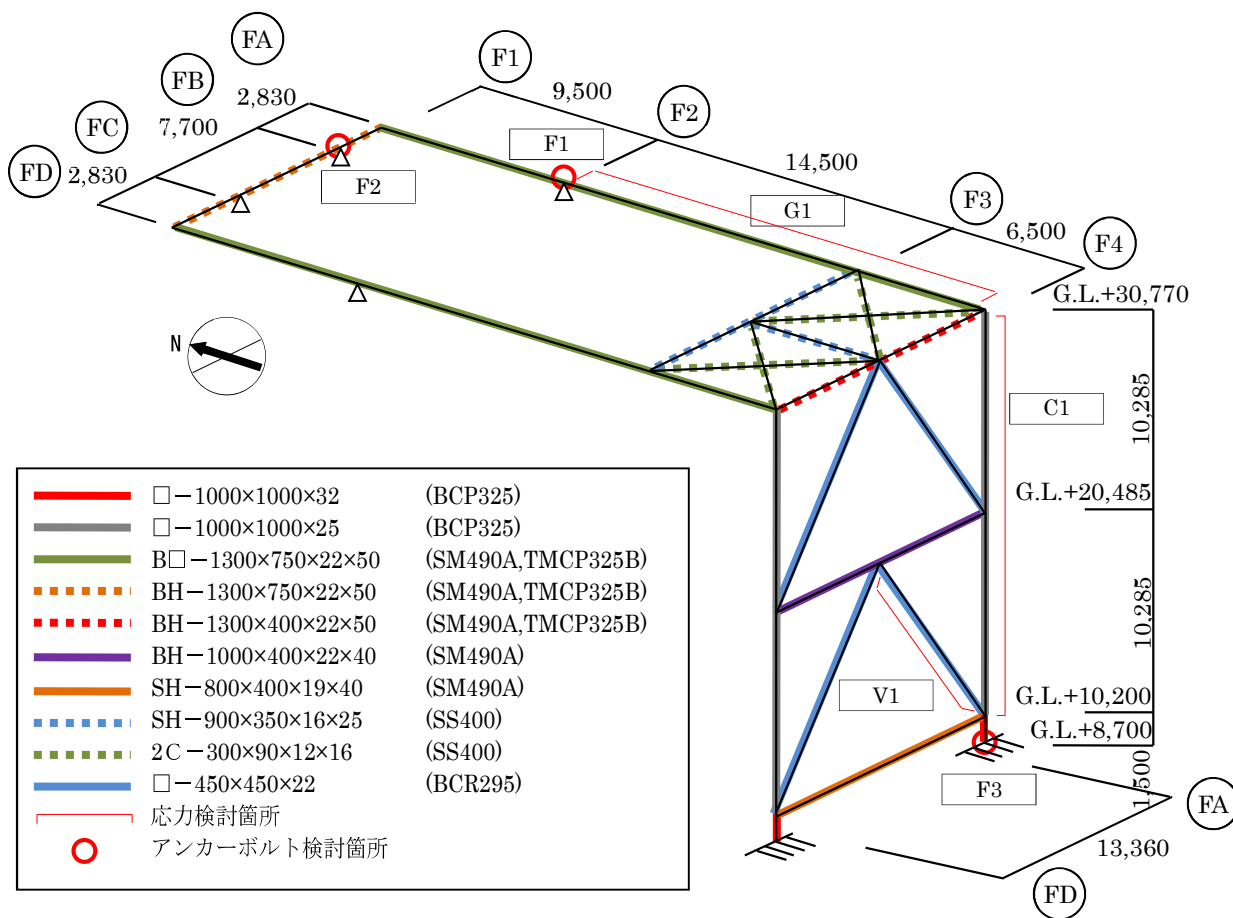 FA
FB
FC
FD
2,830
7,700
2,830
F1
9,500
F2
14,500
F3
6,500
F4
F1
F2
G1
G.L.+30,770
10,285
C1
G.L.+20,485
10,285
V1
G.L.+10,200
G.L.+8,700
1,500
F3
FA
13,360
FD
N
□-1000×1000×32 (BCP325)
□-1000×1000×25 (BCP325)
B□-1300×750×22×50 (SM490A,TMCP325B)
BH-1300×750×22×50 (SM490A,TMCP325B)
BH-1300×400×22×50 (SM490A,TMCP325B)
BH-1000×400×22×40 (SM490A)
SH-800×400×19×40 (SM490A)
SH-900×350×16×25 (SS400)
2C-300×90×12×16 (SS400)
□-450×450×22 (BCR295)
応力検討箇所
アンカーボルト検討箇所